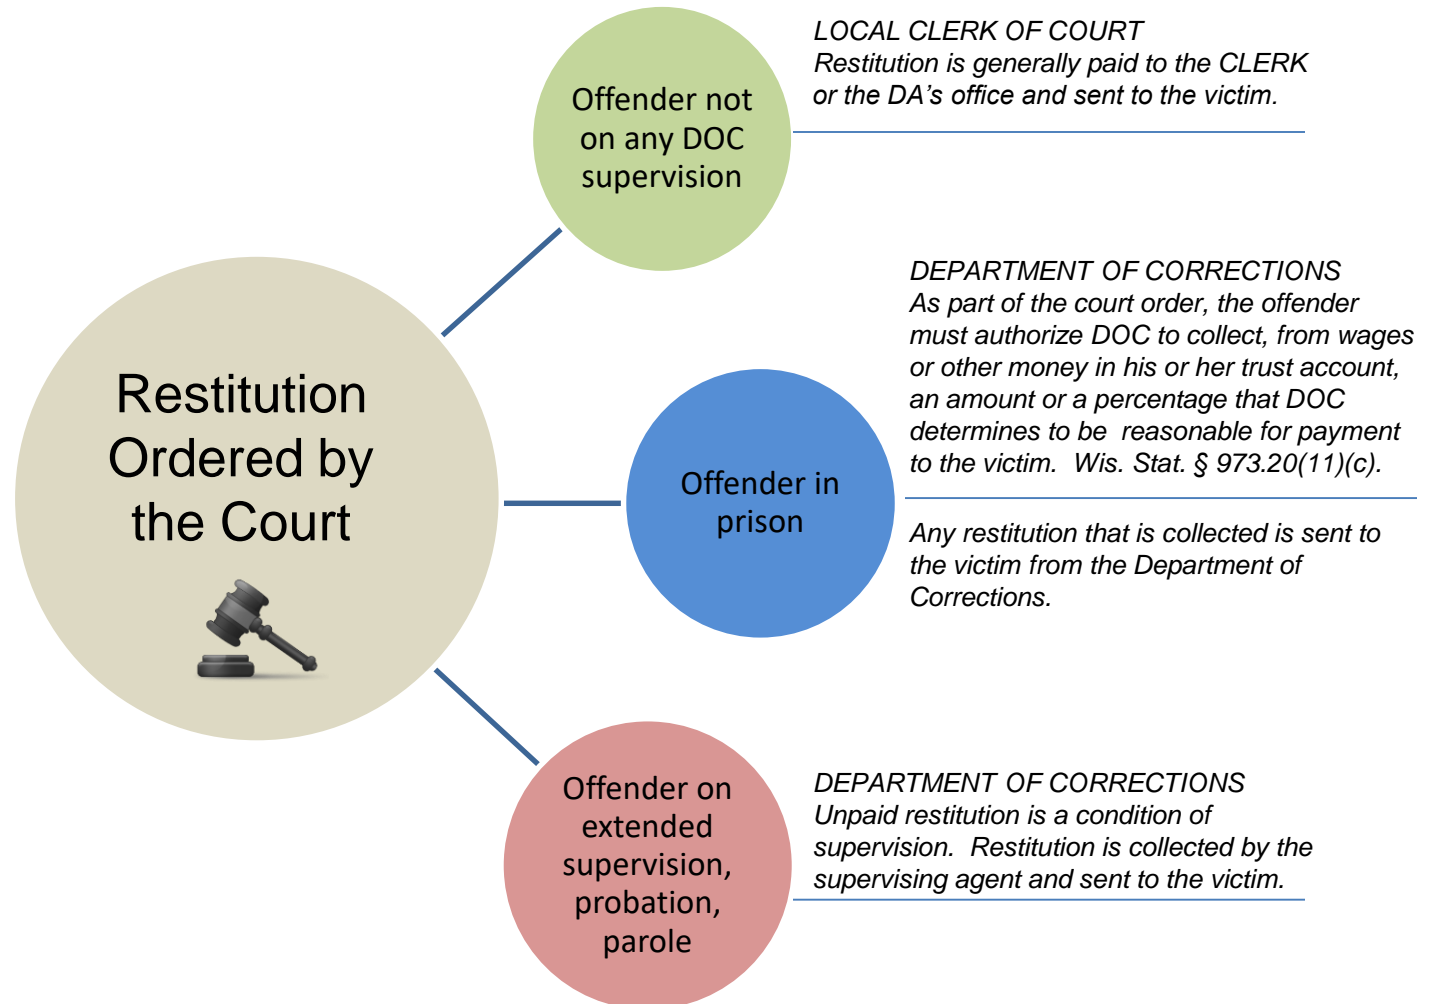 Restitution
Ordered by
the Court
Offender not
on any DOC
supervision
LOCAL CLERK OF COURT
Restitution is generally paid to the CLERK
or the DA’s office and sent to the victim.
Offender in
prison
DEPARTMENT OF CORRECTIONS
As part of the court order, the offender
must authorize DOC to collect, from wages
or other money in his or her trust account,
an amount or a percentage that DOC
determines to be  reasonable for payment
to the victim.  Wis. Stat. § 973.20(11)(c).
Any restitution that is collected is sent to
the victim from the Department of
Corrections.
Offender on
extended
supervision,
probation,
parole
DEPARTMENT OF CORRECTIONS
Unpaid restitution is a condition of
supervision.  Restitution is collected by the
supervising agent and sent to the victim.